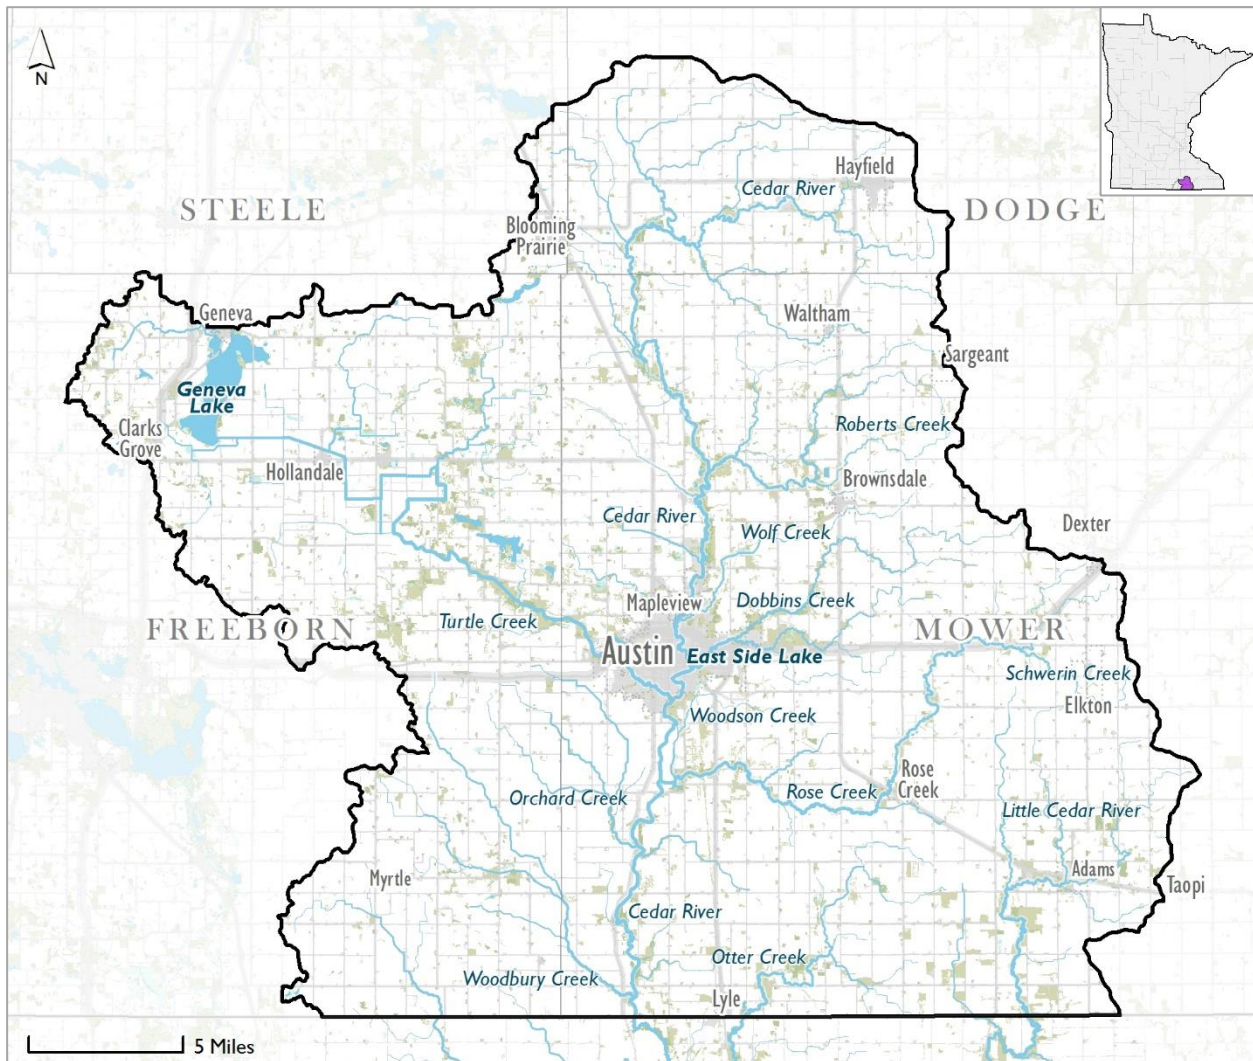 N
Hayfield
Cedar River
STEELE
DODGE
Blooming
Prairie
Geneva
Waltham
Sargeant
Geneva
Lake
Clarks
Grove
Roberts Creek
Hollandale
Brownsdale
Cedar River
Wolf Creek
Dexter
Mapleview
Dobbins Creek
Turtle Creek
FREEBORN
MOWER
Austin
East Side Lake
Schwerin Creek
Elkton
Woodson Creek
Rose
Creek
Orchard Creek
Rose Creek
Little Cedar River
Myrtle
Adams
Taopi
Cedar River
Otter Creek
Woodbury Creek
Lyle
5 Miles